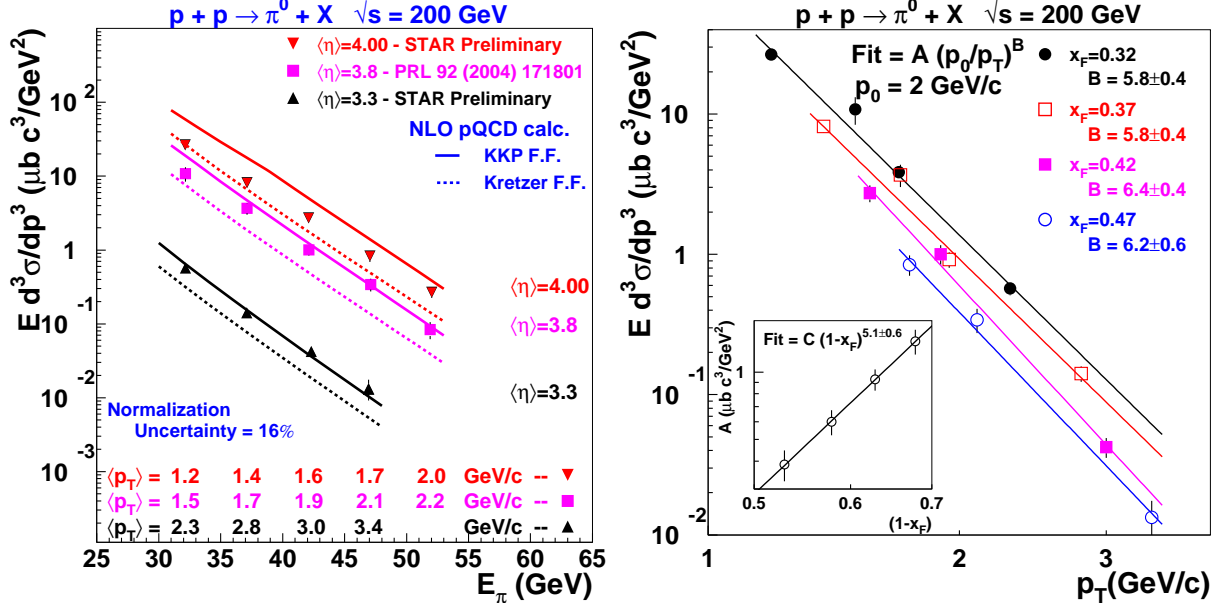 p + p → π⁰ + X √s = 200 GeV
⟨η⟩=4.00 - STAR Preliminary
⟨η⟩=3.8 - PRL 92 (2004) 171801
⟨η⟩=3.3 - STAR Preliminary
NLO pQCD calc.
KKP F.F.
Kretzer F.F.
E d³σ/dp³ (μb c³/GeV²)
10²
10
1
10⁻¹
10⁻²
10⁻³
⟨η⟩=4.00
⟨η⟩=3.8
⟨η⟩=3.3
Normalization
Uncertainty = 16%
⟨p_T⟩ = 1.2 1.4 1.6 1.7 2.0 GeV/c --
⟨p_T⟩ = 1.5 1.7 1.9 2.1 2.2 GeV/c --
⟨p_T⟩ = 2.3 2.8 3.0 3.4 GeV/c --
25 30 35 40 45 50 55 60 65
E_π (GeV)
p + p → π⁰ + X √s = 200 GeV
Fit = A (p₀/p_T)ᴮ
p₀ = 2 GeV/c
x_F=0.32
B = 5.8±0.4
x_F=0.37
B = 5.8±0.4
x_F=0.42
B = 6.4±0.4
x_F=0.47
B = 6.2±0.6
E d³σ/dp³ (μb c³/GeV²)
10
1
10⁻¹
10⁻²
Fit = C (1-x_F)^5.1±0.6
A (μb c³/GeV²)
1
0.5 0.6 0.7
(1-x_F)
1 2 3
p_T(GeV/c)